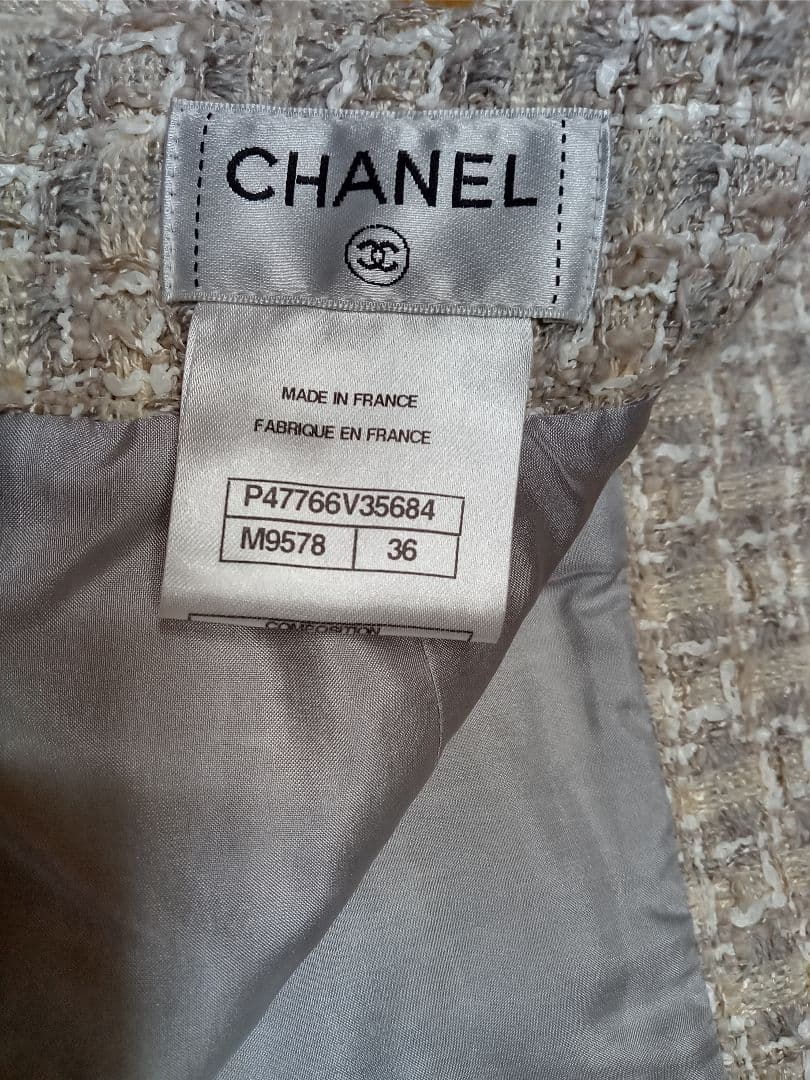 CHANEL
MADE IN FRANCE
FABRIQUE EN FRANCE
P47766V35684
M9578 36
COMPOSITION